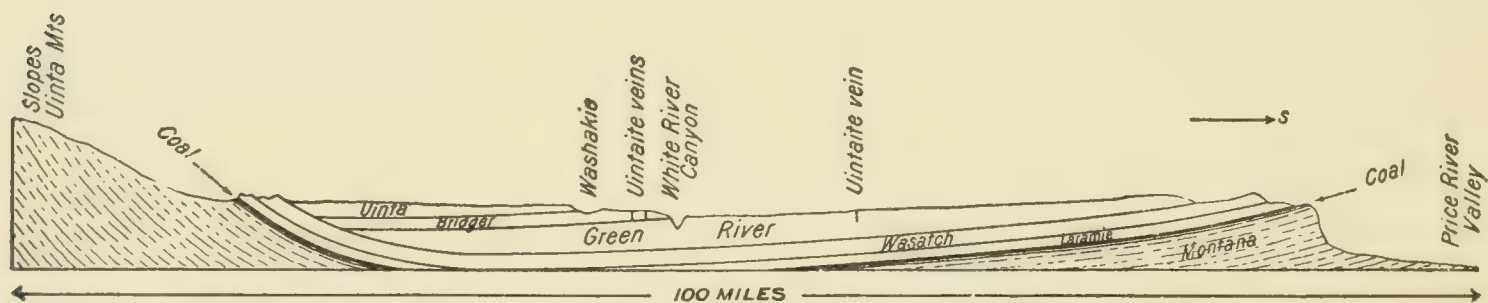 Slopes
Uinta Mts
Coal
Washakie
Uintaite veins
White River
Canyon
Uintaite vein
S
Coal
Price River
Valley
Uinta
Bridger
Green River
Wasatch
Laramie
Montana
100 MILES